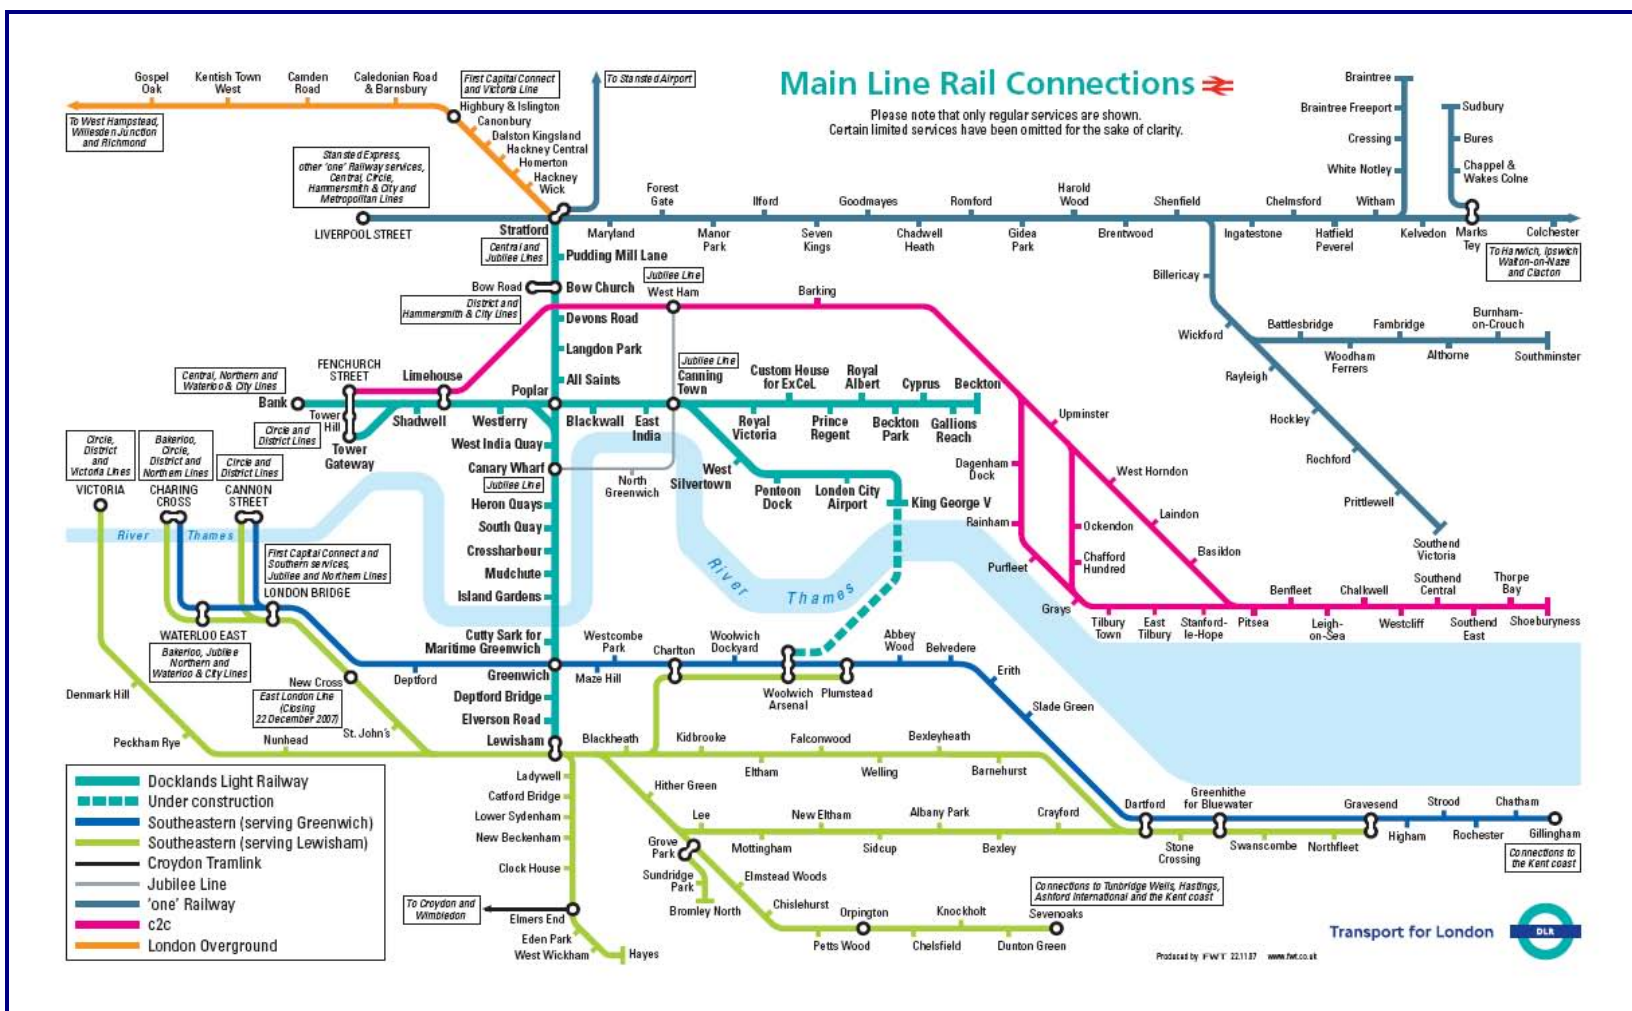 Main Line Rail Connections
Please note that only regular services are shown.
Certain limited services have been omitted for the sake of clarity.
Gospel
Oak
Kentish Town
West
Camden
Road
Caledonian Road
& Barnsbury
First Capital Connect
and Victoria Line
To Stansted Airport
Highbury & Islington
Canonbury
Dalston Kingsland
Hackney Central
Homerton
Hackney
Wick
To West Hampstead,
Willesden Junction
and Richmond
Stansted Express,
other 'one' Railway services,
Central, Circle,
Hammersmith & City and
Metropolitan Lines
LIVERPOOL STREET
Stratford
Central and
Jubilee Lines
Maryland
Forest
Gate
Manor
Park
Ilford
Seven
Kings
Goodmayes
Chadwell
Heath
Romford
Gidea
Park
Harold
Wood
Brentwood
Shenfield
Ingatestone
Chelmsford
Hatfield
Peverel
Witham
Kelvedon
Marks
Tey
Colchester
To Harwich, Ipswich
Walton-on-Naze
and Clacton
Braintree
Braintree Freeport
Cressing
White Notley
Sudbury
Bures
Chappel &
Wakes Colne
Billericay
Wickford
Battlesbridge
Woodham
Ferrers
Fambridge
Althorne
Burnham-
on-Crouch
Southminster
Rayleigh
Hockley
Rochford
Prittlewell
Southend
Victoria
Pudding Mill Lane
Bow Road
Bow Church
District and
Hammersmith & City Lines
Devons Road
Langdon Park
All Saints
Poplar
Jubilee Line
West Ham
Barking
Jubilee Line
Canning
Town
FENCHURCH
STREET
Limehouse
Central, Northern and
Waterloo & City Lines
Bank
Tower
Hill
Circle and
District Lines
Tower
Gateway
Shadwell
Westferry
Blackwall
East
India
Custom House
for ExCeL
Royal
Albert
Cyprus
Beckton
Royal
Victoria
Prince
Regent
Beckton
Park
Gallions
Reach
West India Quay
Canary Wharf
Jubilee Line
North
Greenwich
West
Silvertown
Pontoon
Dock
London City
Airport
King George V
Heron Quays
South Quay
Crossharbour
Mudchute
Island Gardens
Cutty Sark for
Maritime Greenwich
Greenwich
Deptford Bridge
Elverson Road
Lewisham
Circle,
District
and
Victoria Lines
VICTORIA
Bakerloo,
Circle,
District and
Northern Lines
CHARING
CROSS
Circle and
District Lines
CANNON
STREET
River Thames
First Capital Connect and
Southern services,
Jubilee and Northern Lines
LONDON BRIDGE
WATERLOO EAST
Bakerloo, Jubilee
Northern and
Waterloo & City Lines
River Thames
Upminster
Dagenham
Dock
Rainham
Purfleet
Ockendon
Chafford
Hundred
Grays
West Horndon
Laindon
Basildon
Tilbury
Town
East
Tilbury
Stanford-
le-Hope
Pitsea
Benfleet
Leigh-
on-Sea
Chalkwell
Westcliff
Southend
Central
Southend
East
Thorpe
Bay
Shoeburyness
Denmark Hill
Peckham Rye
Nunhead
New Cross
East London Line
(Closing
22 December 2007)
St. John's
Deptford
Maze Hill
Westcombe
Park
Charlton
Woolwich
Dockyard
Woolwich
Arsenal
Plumstead
Abbey
Wood
Belvedere
Erith
Slade Green
Blackheath
Kidbrooke
Eltham
Falconwood
Welling
Bexleyheath
Barnehurst
Ladywell
Catford Bridge
Lower Sydenham
New Beckenham
Clock House
Elmers End
To Croydon and
Wimbledon
Eden Park
West Wickham
Hayes
Hither Green
Lee
Mottingham
New Eltham
Sidcup
Albany Park
Bexley
Crayford
Dartford
Stone
Crossing
Greenhithe
for Bluewater
Swanscombe
Northfleet
Gravesend
Higham
Strood
Rochester
Chatham
Gillingham
Connections to
the Kent coast
Grove
Park
Sundridge
Park
Bromley North
Elmstead Woods
Chislehurst
Petts Wood
Orpington
Chelsfield
Knockholt
Dunton Green
Sevenoaks
Connections to Tunbridge Wells, Hastings,
Ashford International and the Kent coast
Docklands Light Railway
Under construction
Southeastern (serving Greenwich)
Southeastern (serving Lewisham)
Croydon Tramlink
Jubilee Line
'one' Railway
c2c
London Overground
Transport for London
DLR
Produced by FWT 22.11.07 www.fwt.co.uk